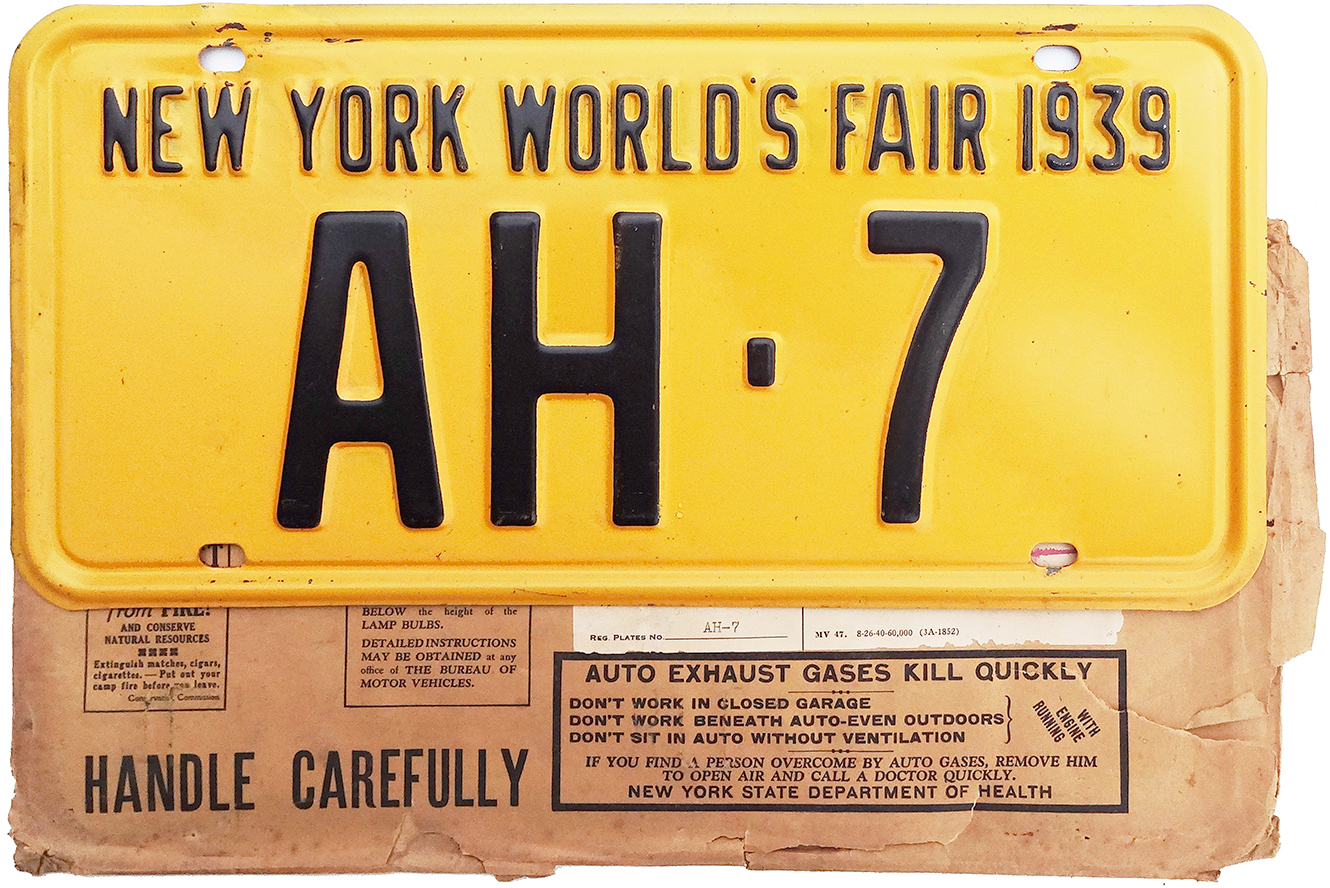 NEW YORK WORLD'S FAIR 1939
AH·7
from FIRE!
AND CONSERVE
NATURAL RESOURCES
Extinguish matches, cigars,
cigarettes.—Put out your
camp fire before you leave.
Conservation Commission
BELOW the height of the
LAMP BULBS.
DETAILED INSTRUCTIONS
MAY BE OBTAINED at any
office of THE BUREAU OF
MOTOR VEHICLES.
REG. PLATES NO. AH-7
MV 47. 8-26-40-60,000 (3A-1852)
HANDLE CAREFULLY
AUTO EXHAUST GASES KILL QUICKLY
DON'T WORK IN CLOSED GARAGE
DON'T WORK BENEATH AUTO-EVEN OUTDOORS
DON'T SIT IN AUTO WITHOUT VENTILATION
WITH
ENGINE
RUNNING
IF YOU FIND A PERSON OVERCOME BY AUTO GASES, REMOVE HIM
TO OPEN AIR AND CALL A DOCTOR QUICKLY.
NEW YORK STATE DEPARTMENT OF HEALTH